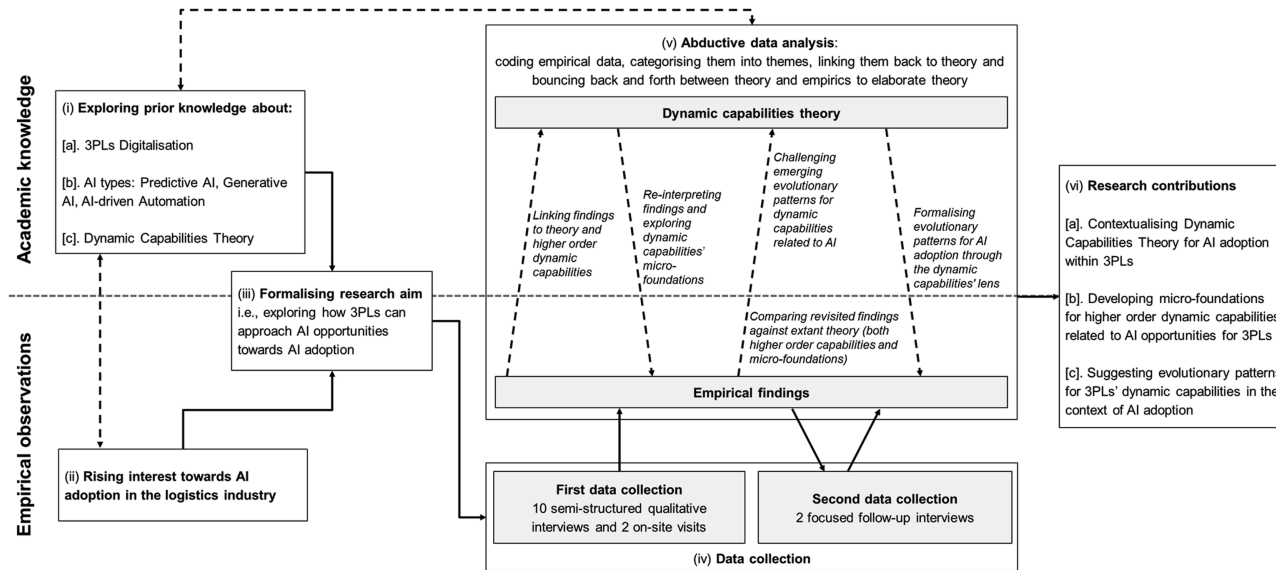 Academic knowledge
Empirical observations
(i) Exploring prior knowledge about:
[a]. 3PLs Digitalisation
[b]. AI types: Predictive AI, Generative
AI, AI-driven Automation
[c]. Dynamic Capabilities Theory
(ii) Rising interest towards AI
adoption in the logistics industry
(iii) Formalising research aim
i.e., exploring how 3PLs can
approach AI opportunities
towards AI adoption
(v) Abductive data analysis:
coding empirical data, categorising them into themes, linking them back to theory and
bouncing back and forth between theory and empirics to elaborate theory
Dynamic capabilities theory
Linking findings
to theory and
higher order
dynamic
capabilities
Re-interpreting
findings and
exploring
dynamic
capabilities'
micro-
foundations
Challenging
emerging
evolutionary
patterns for
dynamic
capabilities
related to AI
Comparing revisited findings
against extant theory (both
higher order capabilities and
micro-foundations)
Formalising
evolutionary
patterns for AI
adoption through
the dynamic
capabilities' lens
Empirical findings
First data collection
10 semi-structured qualitative
interviews and 2 on-site visits
Second data collection
2 focused follow-up interviews
(iv) Data collection
(vi) Research contributions
[a]. Contextualising Dynamic
Capabilities Theory for AI adoption
within 3PLs
[b]. Developing micro-foundations
for higher order dynamic capabilities
related to AI opportunities for 3PLs
[c]. Suggesting evolutionary patterns
for 3PLs' dynamic capabilities in the
context of AI adoption